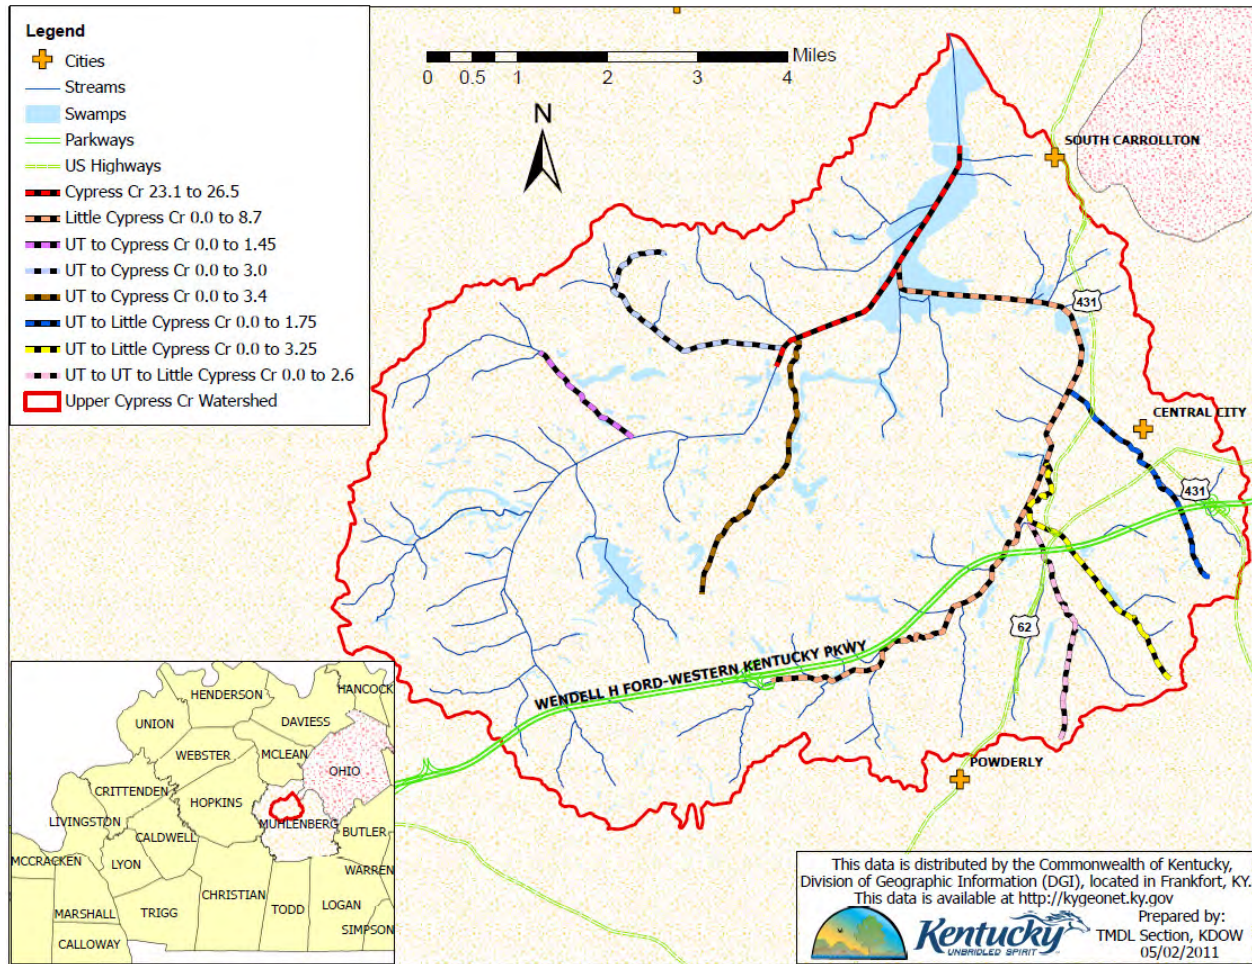 Legend
Cities
Streams
Swamps
Parkways
US Highways
Cypress Cr 23.1 to 26.5
Little Cypress Cr 0.0 to 8.7
UT to Cypress Cr 0.0 to 1.45
UT to Cypress Cr 0.0 to 3.0
UT to Cypress Cr 0.0 to 3.4
UT to Little Cypress Cr 0.0 to 1.75
UT to Little Cypress Cr 0.0 to 3.25
UT to UT to Little Cypress Cr 0.0 to 2.6
Upper Cypress Cr Watershed
Miles
0 0.5 1 2 3 4
N
SOUTH CARROLLTON
431
CENTRAL CITY
431
62
WENDELL H FORD-WESTERN KENTUCKY PKWY
POWDERLY
HANCOCK
HENDERSON
UNION
DAVIESS
WEBSTER
MCLEAN
OHIO
CRITTENDEN
HOPKINS
LIVINGSTON
MUHLENBERG
CALDWELL
BUTLER
MCCRACKEN
LYON
WARREN
CHRISTIAN
MARSHALL
TRIGG
TODD
LOGAN
SIMPSON
CALLOWAY
This data is distributed by the Commonwealth of Kentucky,
Division of Geographic Information (DGI), located in Frankfort, KY.
This data is available at http://kygeonet.ky.gov
Kentucky
UNBRIDLED SPIRIT™
Prepared by:
TMDL Section, KDOW
05/02/2011